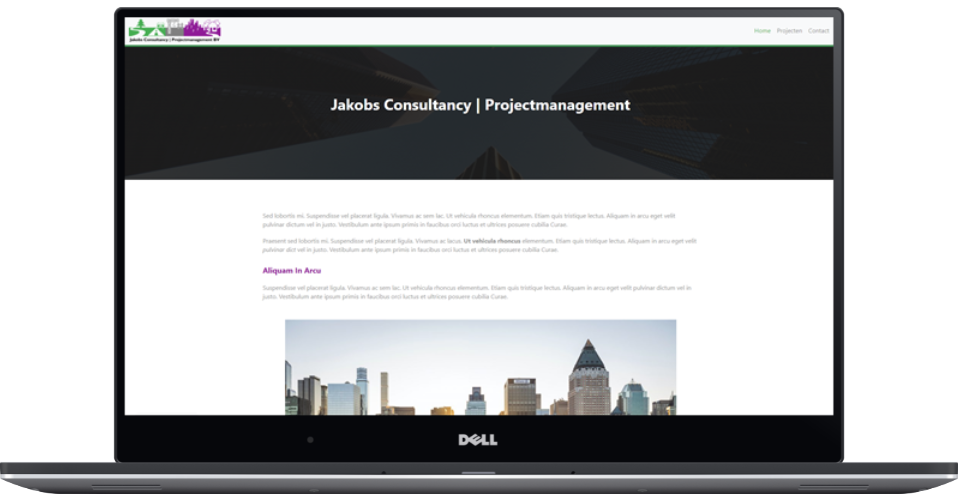 Jakobs Consultancy | Projectmanagement BV
Home Projecten Contact
Jakobs Consultancy | Projectmanagement
Sed lobortis mi. Suspendisse vel placerat ligula. Vivamus ac sem lac. Ut vehicula rhoncus elementum. Etiam quis tristique lectus. Aliquam in arcu eget velit
pulvinar dictum vel in justo. Vestibulum ante ipsum primis in faucibus orci luctus et ultrices posuere cubilia Curae.
Praesent sed lobortis mi. Suspendisse vel placerat ligula. Vivamus ac lacus. Ut vehicula rhoncus elementum. Etiam quis tristique lectus. Aliquam in arcu eget velit
pulvinar dict vel in justo. Vestibulum ante ipsum primis in faucibus orci luctus et ultrices posuere cubilia Curae.
Aliquam In Arcu
Suspendisse vel placerat ligula. Vivamus ac sem lac. Ut vehicula rhoncus elementum. Etiam quis tristique lectus. Aliquam in arcu eget velit pulvinar dictum vel in
justo. Vestibulum ante ipsum primis in faucibus orci luctus et ultrices posuere cubilia Curae.
DELL